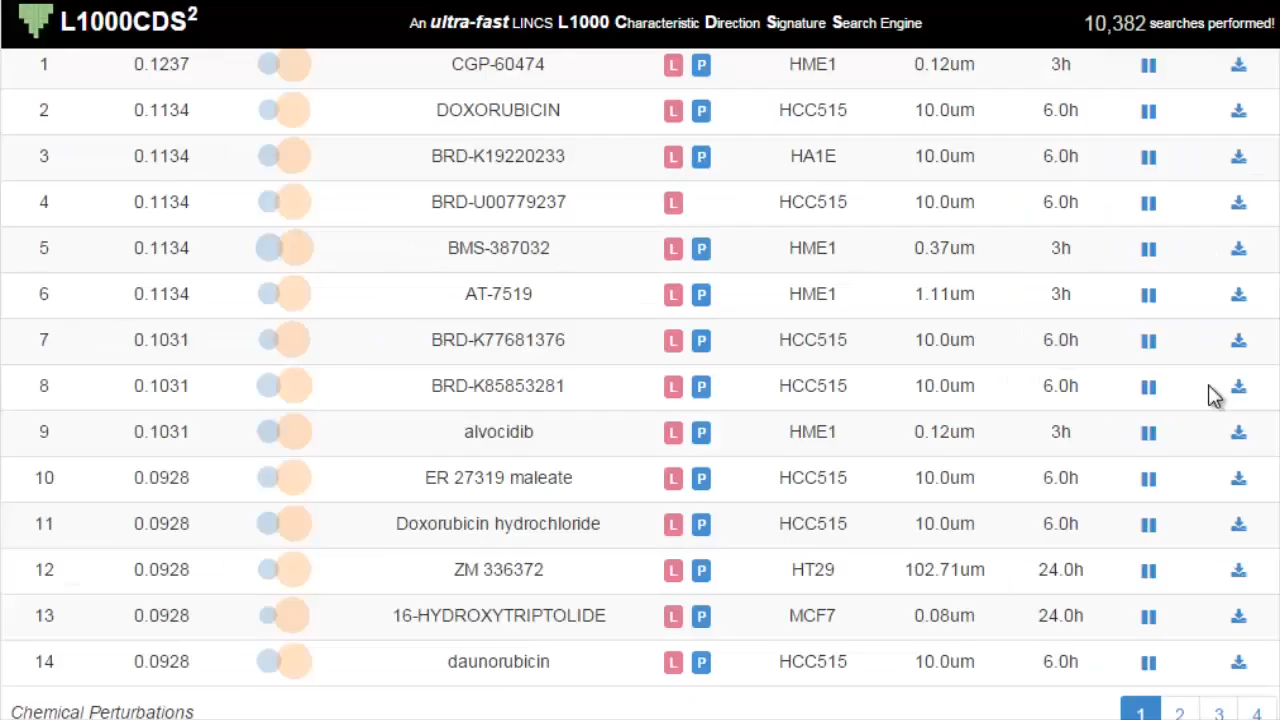 L1000CDS² An ultra-fast LINCS L1000 Characteristic Direction Signature Search Engine 10,382 searches performed!
1 0.1237 CGP-60474 L P HME1 0.12um 3h
2 0.1134 DOXORUBICIN L P HCC515 10.0um 6.0h
3 0.1134 BRD-K19220233 L P HA1E 10.0um 6.0h
4 0.1134 BRD-U00779237 L HCC515 10.0um 6.0h
5 0.1134 BMS-387032 L P HME1 0.37um 3h
6 0.1134 AT-7519 L P HME1 1.11um 3h
7 0.1031 BRD-K77681376 L P HCC515 10.0um 6.0h
8 0.1031 BRD-K85853281 L P HCC515 10.0um 6.0h
9 0.1031 alvocidib L P HME1 0.12um 3h
10 0.0928 ER 27319 maleate L P HCC515 10.0um 6.0h
11 0.0928 Doxorubicin hydrochloride L P HCC515 10.0um 6.0h
12 0.0928 ZM 336372 L P HT29 102.71um 24.0h
13 0.0928 16-HYDROXYTRIPTOLIDE L P MCF7 0.08um 24.0h
14 0.0928 daunorubicin L P HCC515 10.0um 6.0h
Chemical Perturbations 1 2 3 4